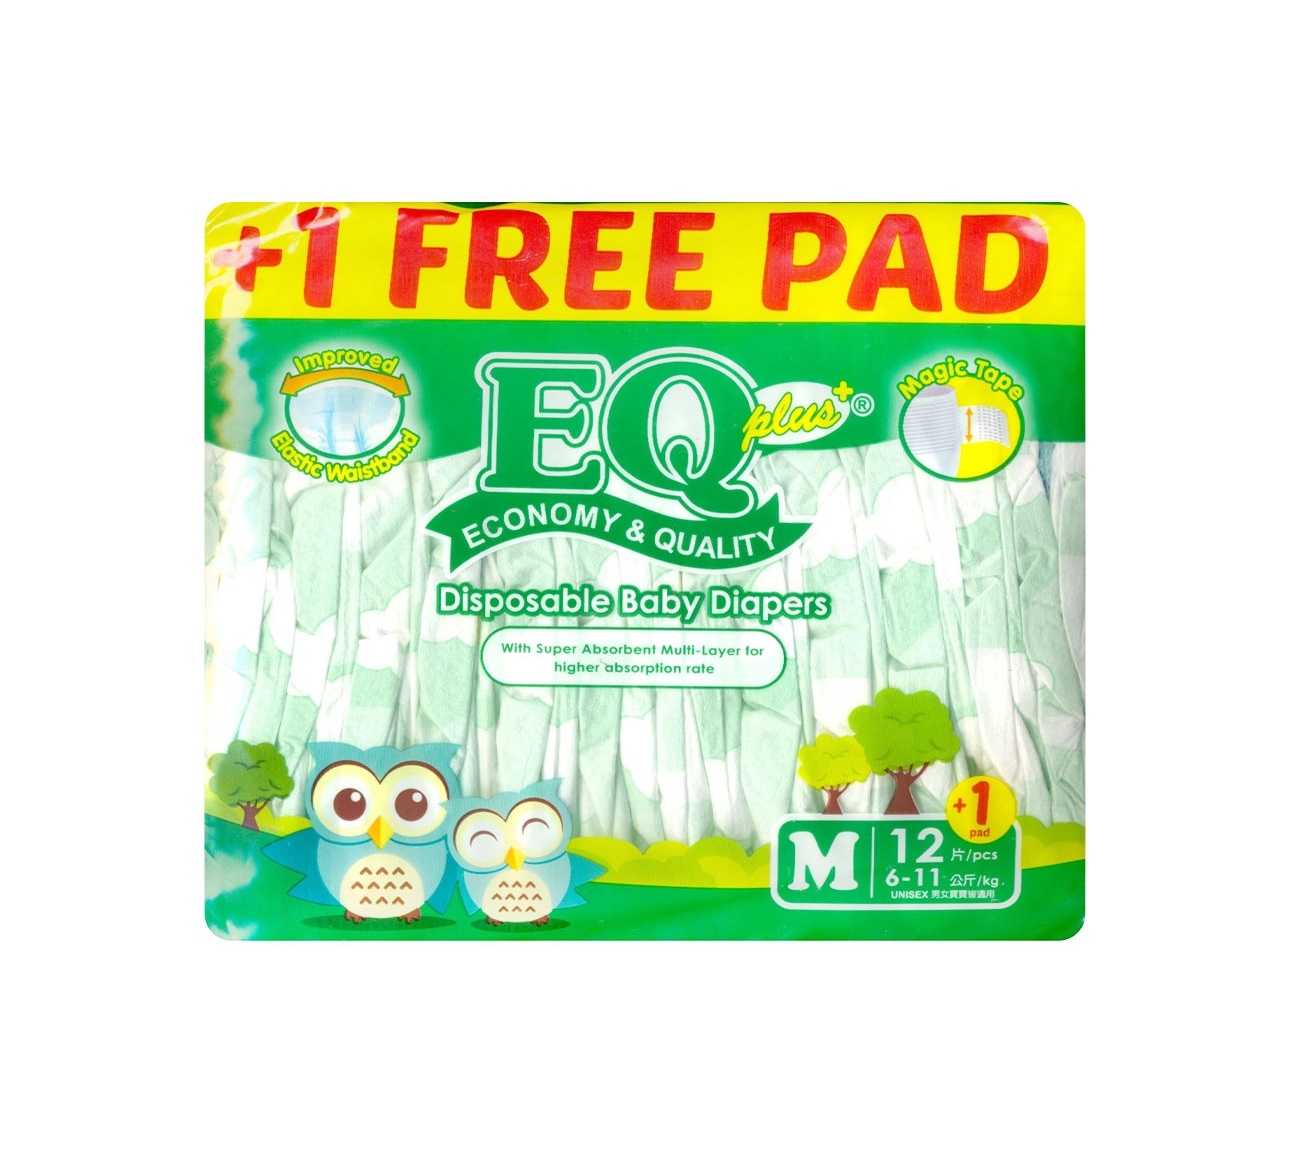 +1 FREE PAD
Improved
Elastic Waistband
EQ
plus+®
Magic Tape
ECONOMY & QUALITY
Disposable Baby Diapers
With Super Absorbent Multi-Layer for
higher absorption rate
+1
pad
M
12 片/pcs
6-11 公斤/kg.
UNISEX 男女寶寶皆適用